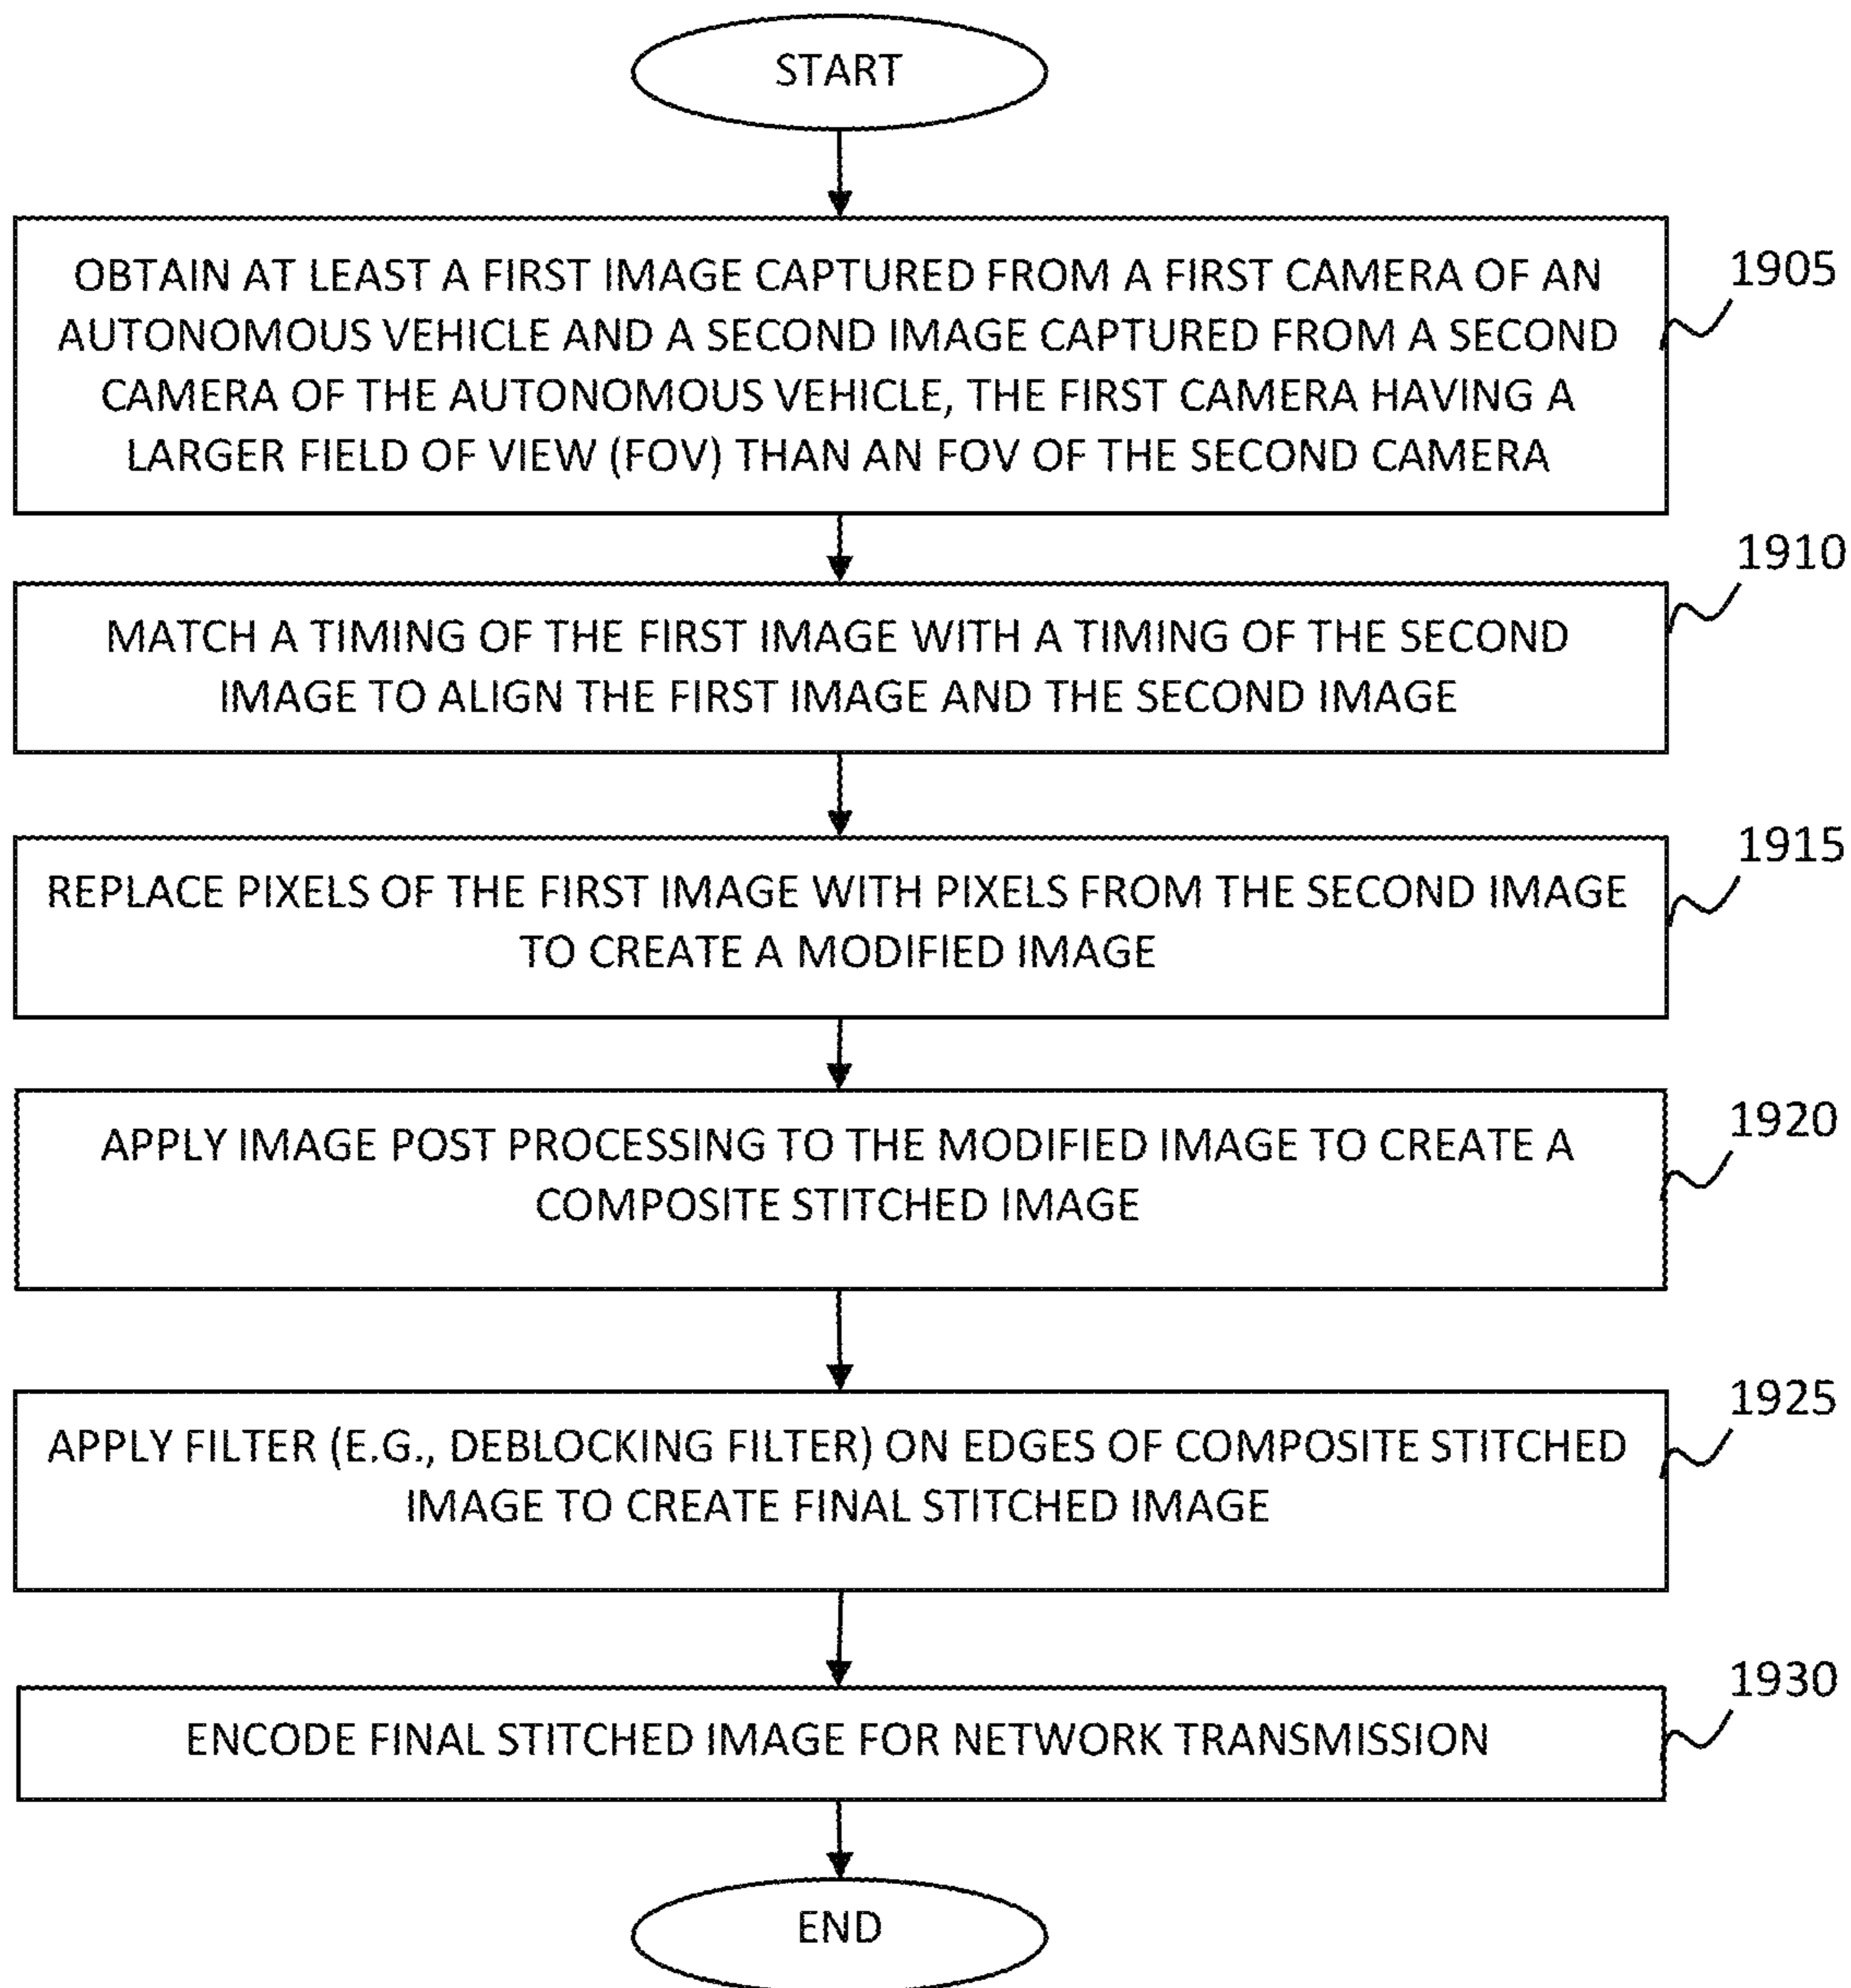 START
OBTAIN AT LEAST A FIRST IMAGE CAPTURED FROM A FIRST CAMERA OF AN
AUTONOMOUS VEHICLE AND A SECOND IMAGE CAPTURED FROM A SECOND
CAMERA OF THE AUTONOMOUS VEHICLE, THE FIRST CAMERA HAVING A
LARGER FIELD OF VIEW (FOV) THAN AN FOV OF THE SECOND CAMERA
1905
MATCH A TIMING OF THE FIRST IMAGE WITH A TIMING OF THE SECOND
IMAGE TO ALIGN THE FIRST IMAGE AND THE SECOND IMAGE
1910
REPLACE PIXELS OF THE FIRST IMAGE WITH PIXELS FROM THE SECOND IMAGE
TO CREATE A MODIFIED IMAGE
1915
APPLY IMAGE POST PROCESSING TO THE MODIFIED IMAGE TO CREATE A
COMPOSITE STITCHED IMAGE
1920
APPLY FILTER (E.G., DEBLOCKING FILTER) ON EDGES OF COMPOSITE STITCHED
IMAGE TO CREATE FINAL STITCHED IMAGE
1925
ENCODE FINAL STITCHED IMAGE FOR NETWORK TRANSMISSION
1930
END